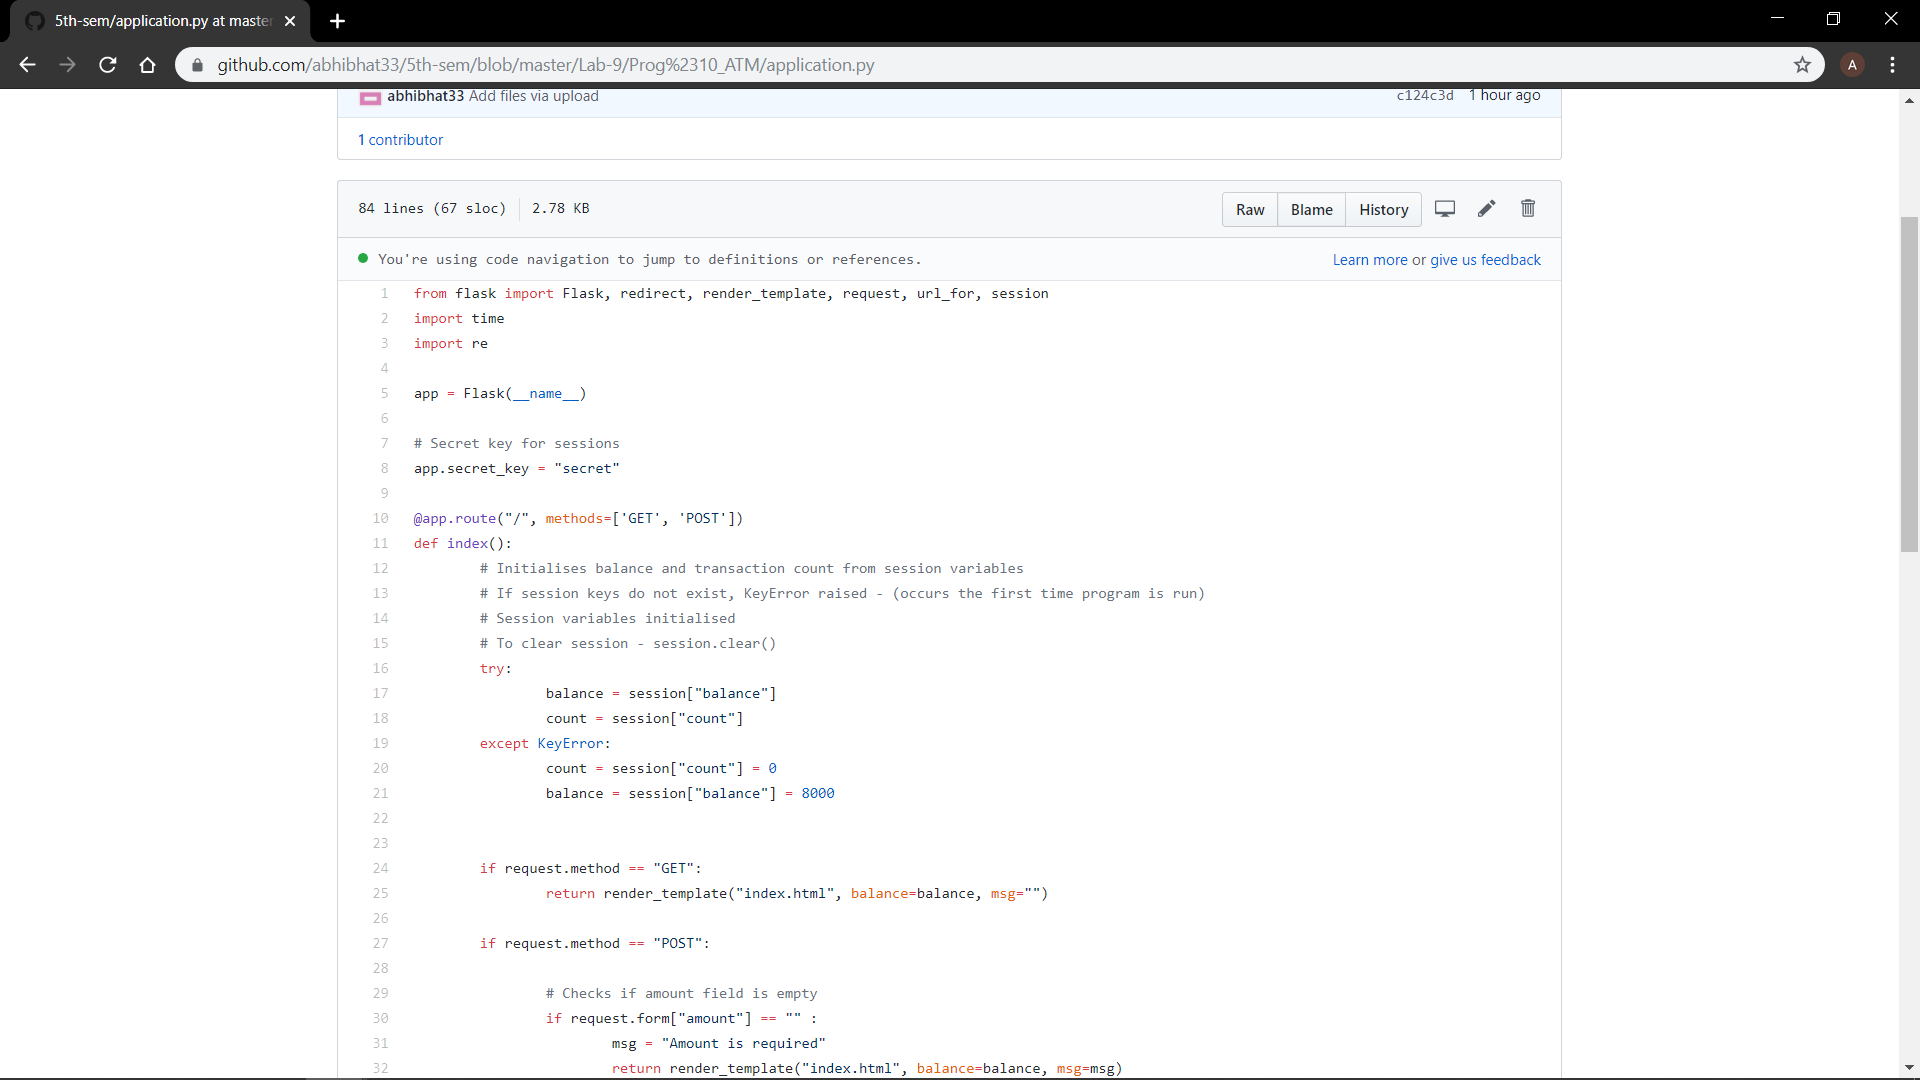 5th-sem/application.py at master
github.com/abhibhat33/5th-sem/blob/master/Lab-9/Prog%2310_ATM/application.py
A
abhibhat33 Add files via upload c124c3d 1 hour ago
1 contributor
84 lines (67 sloc) 2.78 KB Raw Blame History
You're using code navigation to jump to definitions or references. Learn more or give us feedback
1 from flask import Flask, redirect, render_template, request, url_for, session
2 import time
3 import re
4
5 app = Flask(__name__)
6
7 # Secret key for sessions
8 app.secret_key = "secret"
9
10 @app.route("/", methods=['GET', 'POST'])
11 def index():
12 # Initialises balance and transaction count from session variables
13 # If session keys do not exist, KeyError raised - (occurs the first time program is run)
14 # Session variables initialised
15 # To clear session - session.clear()
16 try:
17 balance = session["balance"]
18 count = session["count"]
19 except KeyError:
20 count = session["count"] = 0
21 balance = session["balance"] = 8000
22
23
24 if request.method == "GET":
25 return render_template("index.html", balance=balance, msg="")
26
27 if request.method == "POST":
28
29 # Checks if amount field is empty
30 if request.form["amount"] == "" :
31 msg = "Amount is required"
32 return render_template("index.html", balance=balance, msg=msg)